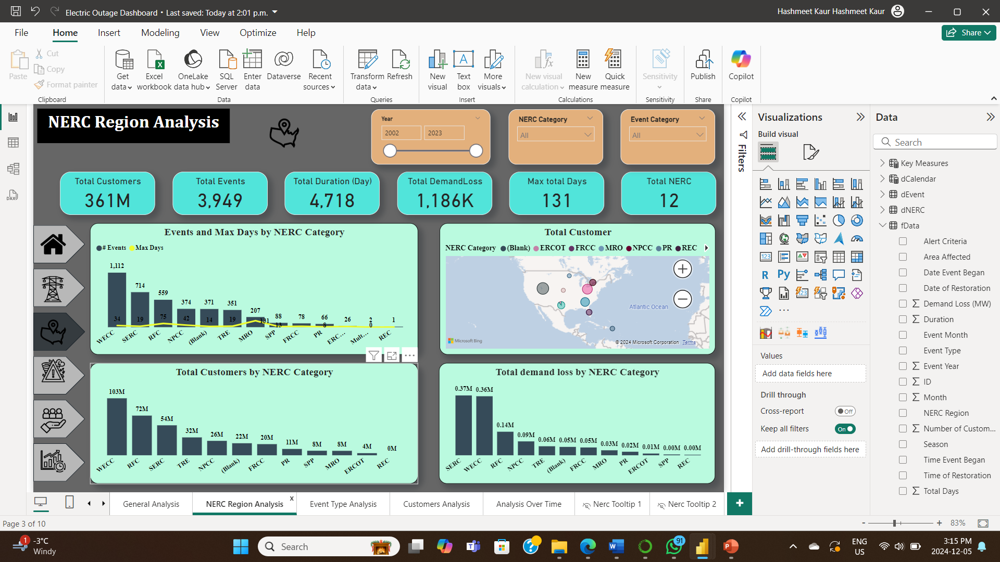 Electric Outage Dashboard • Last saved: Today at 2:01 p.m.
Hashmeet Kaur Hashmeet Kaur
File Home Insert Modeling View Optimize Help
Share
Paste
Cut
Copy
Format painter
Clipboard
Get data
Excel workbook
OneLake data hub
SQL Server
Enter data
Dataverse
Recent sources
Data
Transform data
Refresh
Queries
New visual
Text box
More visuals
Insert
New visual calculation
New measure
Quick measure
Calculations
Sensitivity
Sensitivity
Publish
Share
Copilot
Copilot
NERC Region Analysis
Year
2002 2023
NERC Category
All
Event Category
All
Total Customers
361M
Total Events
3,949
Total Duration (Day)
4,718
Total DemandLoss
1,186K
Max total Days
131
Total NERC
12
Events and Max Days by NERC Category
# Events Max Days
1,112 714 559 374 371 351 207 88 78 66 26 2 1
34 19 75 42 14 19 131 13 8 0
WECC SERC RFC NPCC (Blank) TRE MRO SPP FRCC PR ERC... Mult... REC
Total Customer
NERC Category (Blank) ERCOT FRCC MRO NPCC PR REC
Atlantic Ocean
Microsoft Bing
© 2024 Microsoft Corporation Terms
Total Customers by NERC Category
103M 72M 54M 32M 26M 22M 20M 11M 8M 8M 4M 0M
WECC RFC SERC TRE NPCC (Blank) FRCC PR SPP MRO ERCOT REC
Total demand loss by NERC Category
0.37M 0.36M 0.14M 0.09M 0.06M 0.05M 0.05M 0.03M 0.02M 0.01M 0.00M 0.00M
SERC WECC RFC NPCC TRE (Blank) FRCC MRO PR ERCOT SPP REC
Filters
Visualizations
Build visual
123
R Py
123
...
Values
Add data fields here
Drill through
Cross-report Off
Keep all filters On
Add drill-through fields here
Data
Search
Key Measures
dCalendar
dEvent
dNERC
fData
Alert Criteria
Area Affected
Date Event Began
Date of Restoration
Demand Loss (MW)
Duration
Event Month
Event Type
Event Year
ID
Month
NERC Region
Number of Custom...
Season
Time Event Began
Time of Restoration
Total Days
DAX
General Analysis NERC Region Analysis x Event Type Analysis Customers Analysis Analysis Over Time Nerc Tooltip 1 Nerc Tooltip 2 +
Page 3 of 10
- + 83%
1
-3°C
Windy
Search
91
ENG
US
3:15 PM
2024-12-05